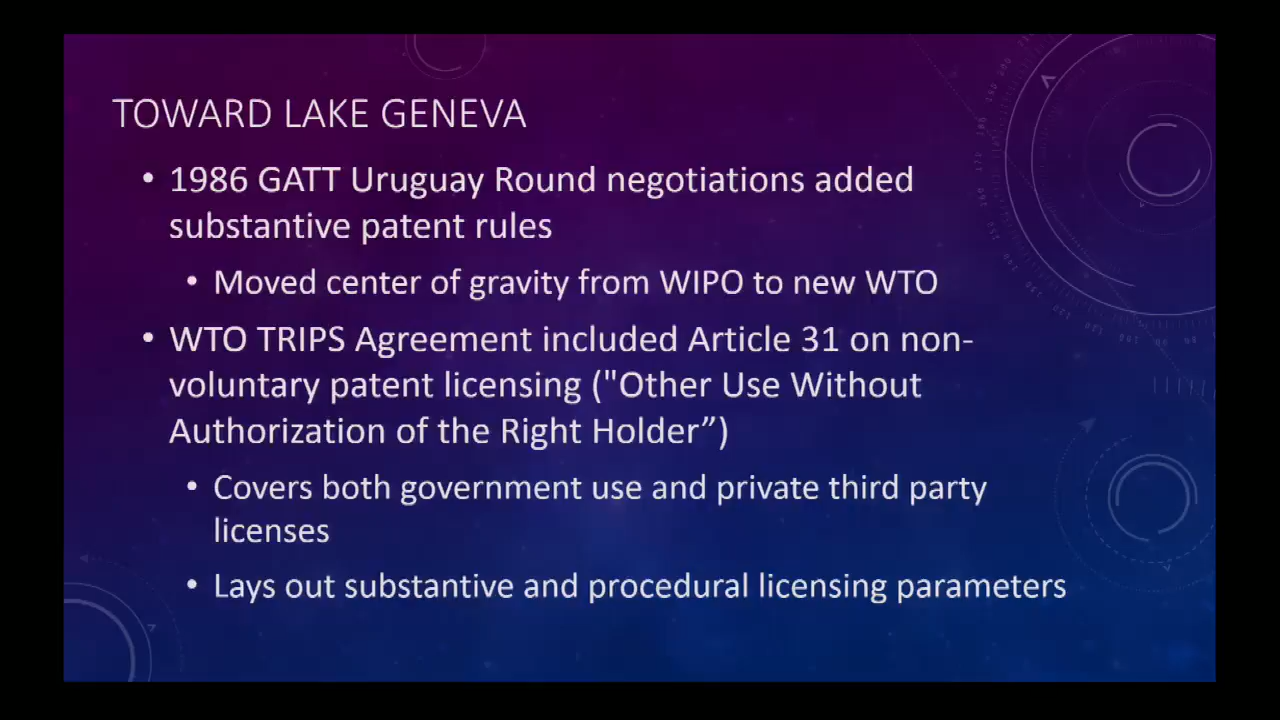 TOWARD LAKE GENEVA
• 1986 GATT Uruguay Round negotiations added
substantive patent rules
• Moved center of gravity from WIPO to new WTO
• WTO TRIPS Agreement included Article 31 on non-
voluntary patent licensing ("Other Use Without
Authorization of the Right Holder”)
• Covers both government use and private third party
licenses
• Lays out substantive and procedural licensing parameters